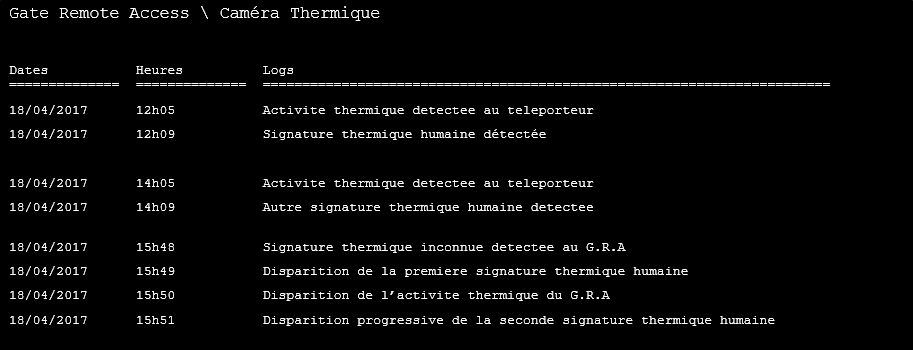 Gate Remote Access \ Caméra Thermique
Dates Heures Logs
============== ============== ========================================================================
18/04/2017 12h05 Activite thermique detectee au teleporteur
18/04/2017 12h09 Signature thermique humaine détectée
18/04/2017 14h05 Activite thermique detectee au teleporteur
18/04/2017 14h09 Autre signature thermique humaine detectee
18/04/2017 15h48 Signature thermique inconnue detectee au G.R.A
18/04/2017 15h49 Disparition de la premiere signature thermique humaine
18/04/2017 15h50 Disparition de l’activite thermique du G.R.A
18/04/2017 15h51 Disparition progressive de la seconde signature thermique humaine